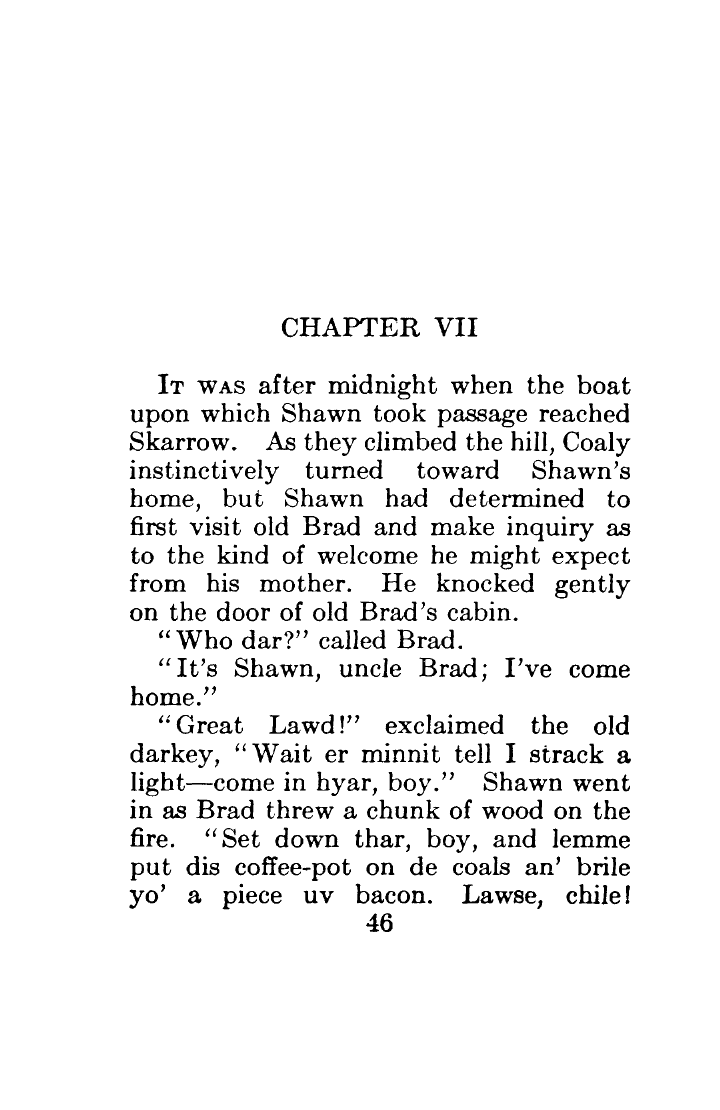 CHAPTER VII
IT WAS after midnight when the boat
upon which Shawn took passage reached
Skarrow. As they climbed the hill, Coaly
instinctively turned toward Shawn's
home, but Shawn had determined to
first visit old Brad and make inquiry as
to the kind of welcome he might expect
from his mother. He knocked gently
on the door of old Brad's cabin.
"Who dar?" called Brad.
"It's Shawn, uncle Brad; I've come
home."
"Great Lawd!" exclaimed the old
darkey, "Wait er minnit tell I strack a
light—come in hyar, boy." Shawn went
in as Brad threw a chunk of wood on the
fire. "Set down thar, boy, and lemme
put dis coffee-pot on de coals an' brile
yo' a piece uv bacon. Lawse, chile!
46